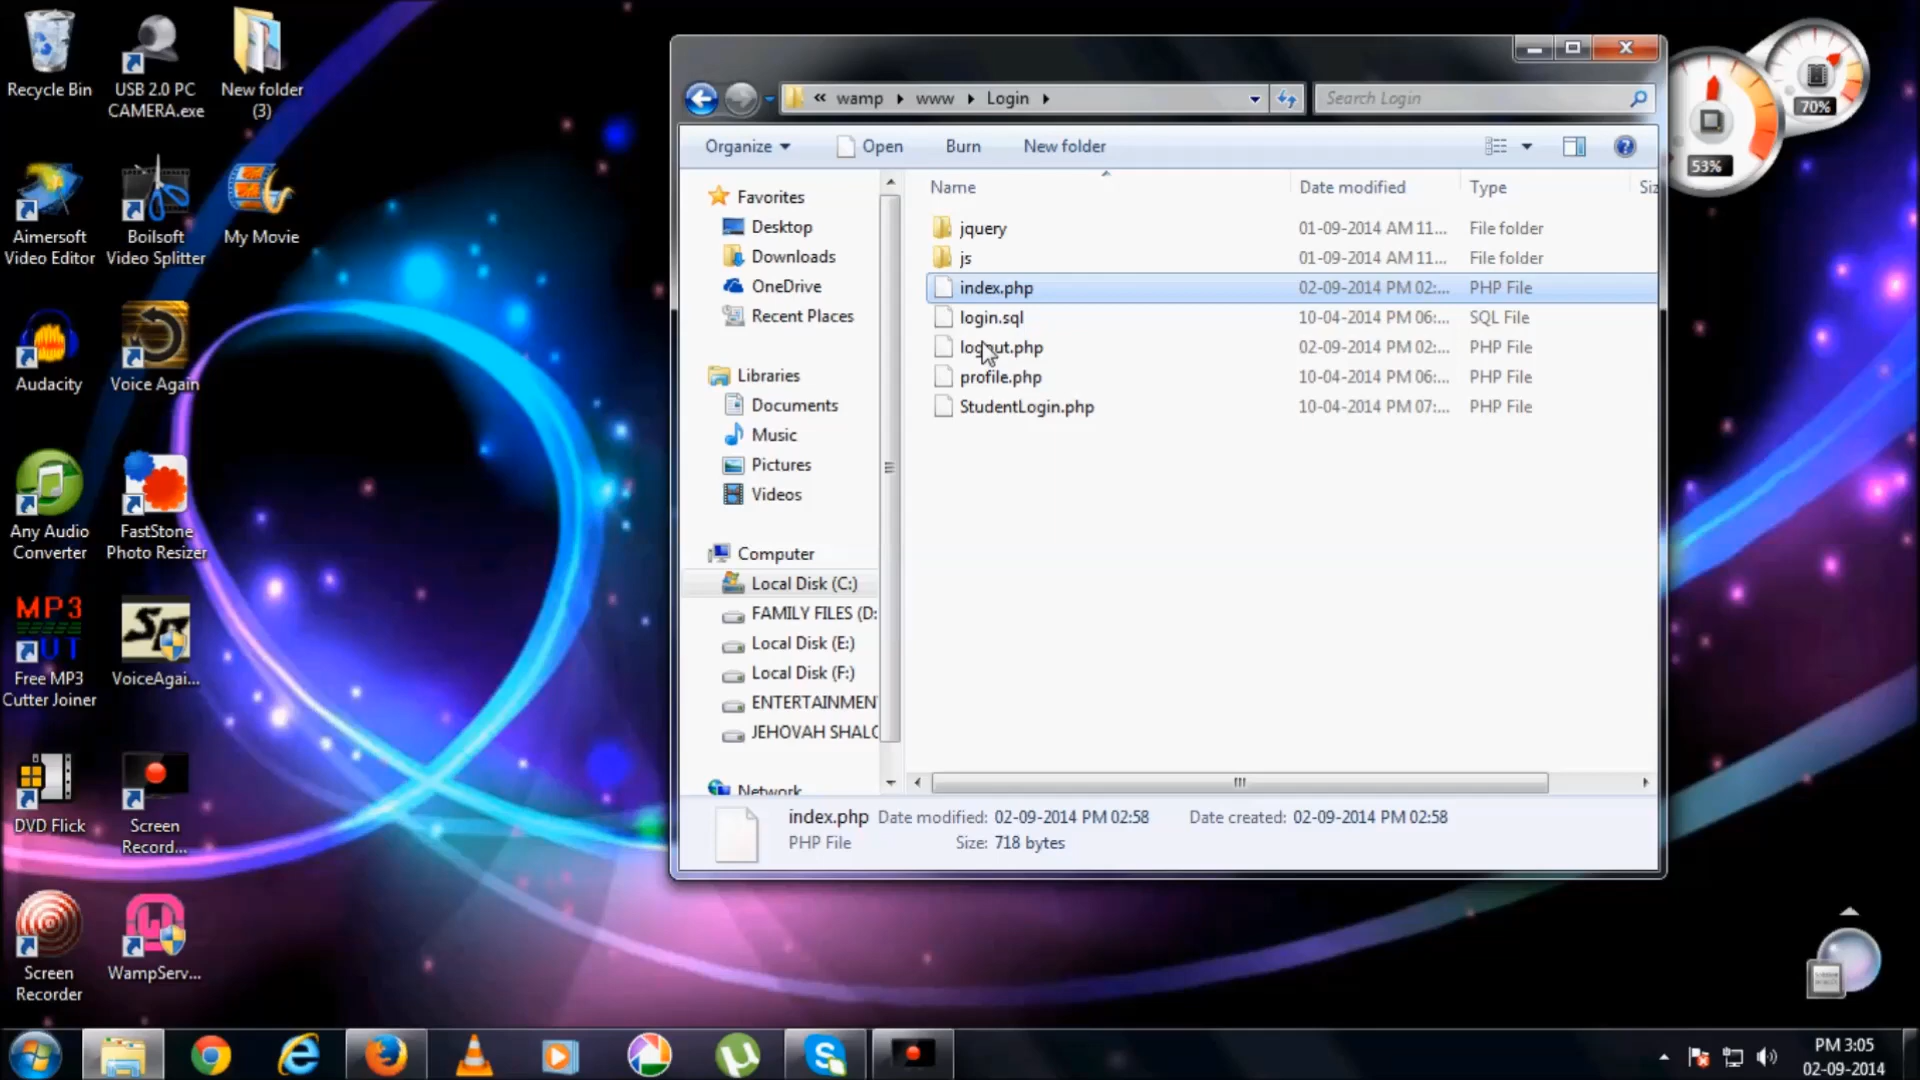 Recycle Bin
USB 2.0 PC
CAMERA.exe
New folder
(3)
Aimersoft
Video Editor
Boilsoft
Video Splitter
My Movie
Audacity
Voice Again
Any Audio
Converter
FastStone
Photo Resizer
MP3
UT
Free MP3
Cutter Joiner
VoiceAgai...
DVD Flick
Screen
Record...
Screen
Recorder
WampServ...
« wamp
www
Login
Search Login
Organize
Open
Burn
New folder
Favorites
Desktop
Downloads
OneDrive
Recent Places
Libraries
Documents
Music
Pictures
Videos
Computer
Local Disk (C:)
FAMILY FILES (D:
Local Disk (E:)
Local Disk (F:)
ENTERTAINMENT
JEHOVAH SHALO
Network
Name Date modified Type Siz
jquery 01-09-2014 AM 11... File folder
js 01-09-2014 AM 11... File folder
index.php 02-09-2014 PM 02:... PHP File
login.sql 10-04-2014 PM 06:... SQL File
logout.php 02-09-2014 PM 02:... PHP File
profile.php 10-04-2014 PM 06:... PHP File
StudentLogin.php 10-04-2014 PM 07:... PHP File
index.php Date modified: 02-09-2014 PM 02:58 Date created: 02-09-2014 PM 02:58
PHP File Size: 718 bytes
70%
53%
PM 3:05
02-09-2014